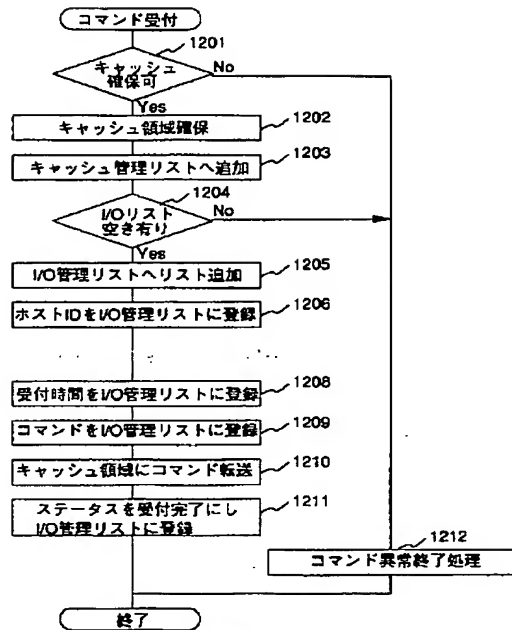 コマンド受付
1201
キャッシュ
確保可
No
Yes
1202
キャッシュ領域確保
1203
キャッシュ管理リストへ追加
1204
I/Oリスト
空き有り
No
Yes
1205
I/O管理リストへリスト追加
1206
ホストIDをI/O管理リストに登録
1208
受付時間をI/O管理リストに登録
1209
コマンドをI/O管理リストに登録
1210
キャッシュ領域にコマンド転送
1211
ステータスを受付完了にし
I/O管理リストに登録
1212
コマンド異常終了処理
終了